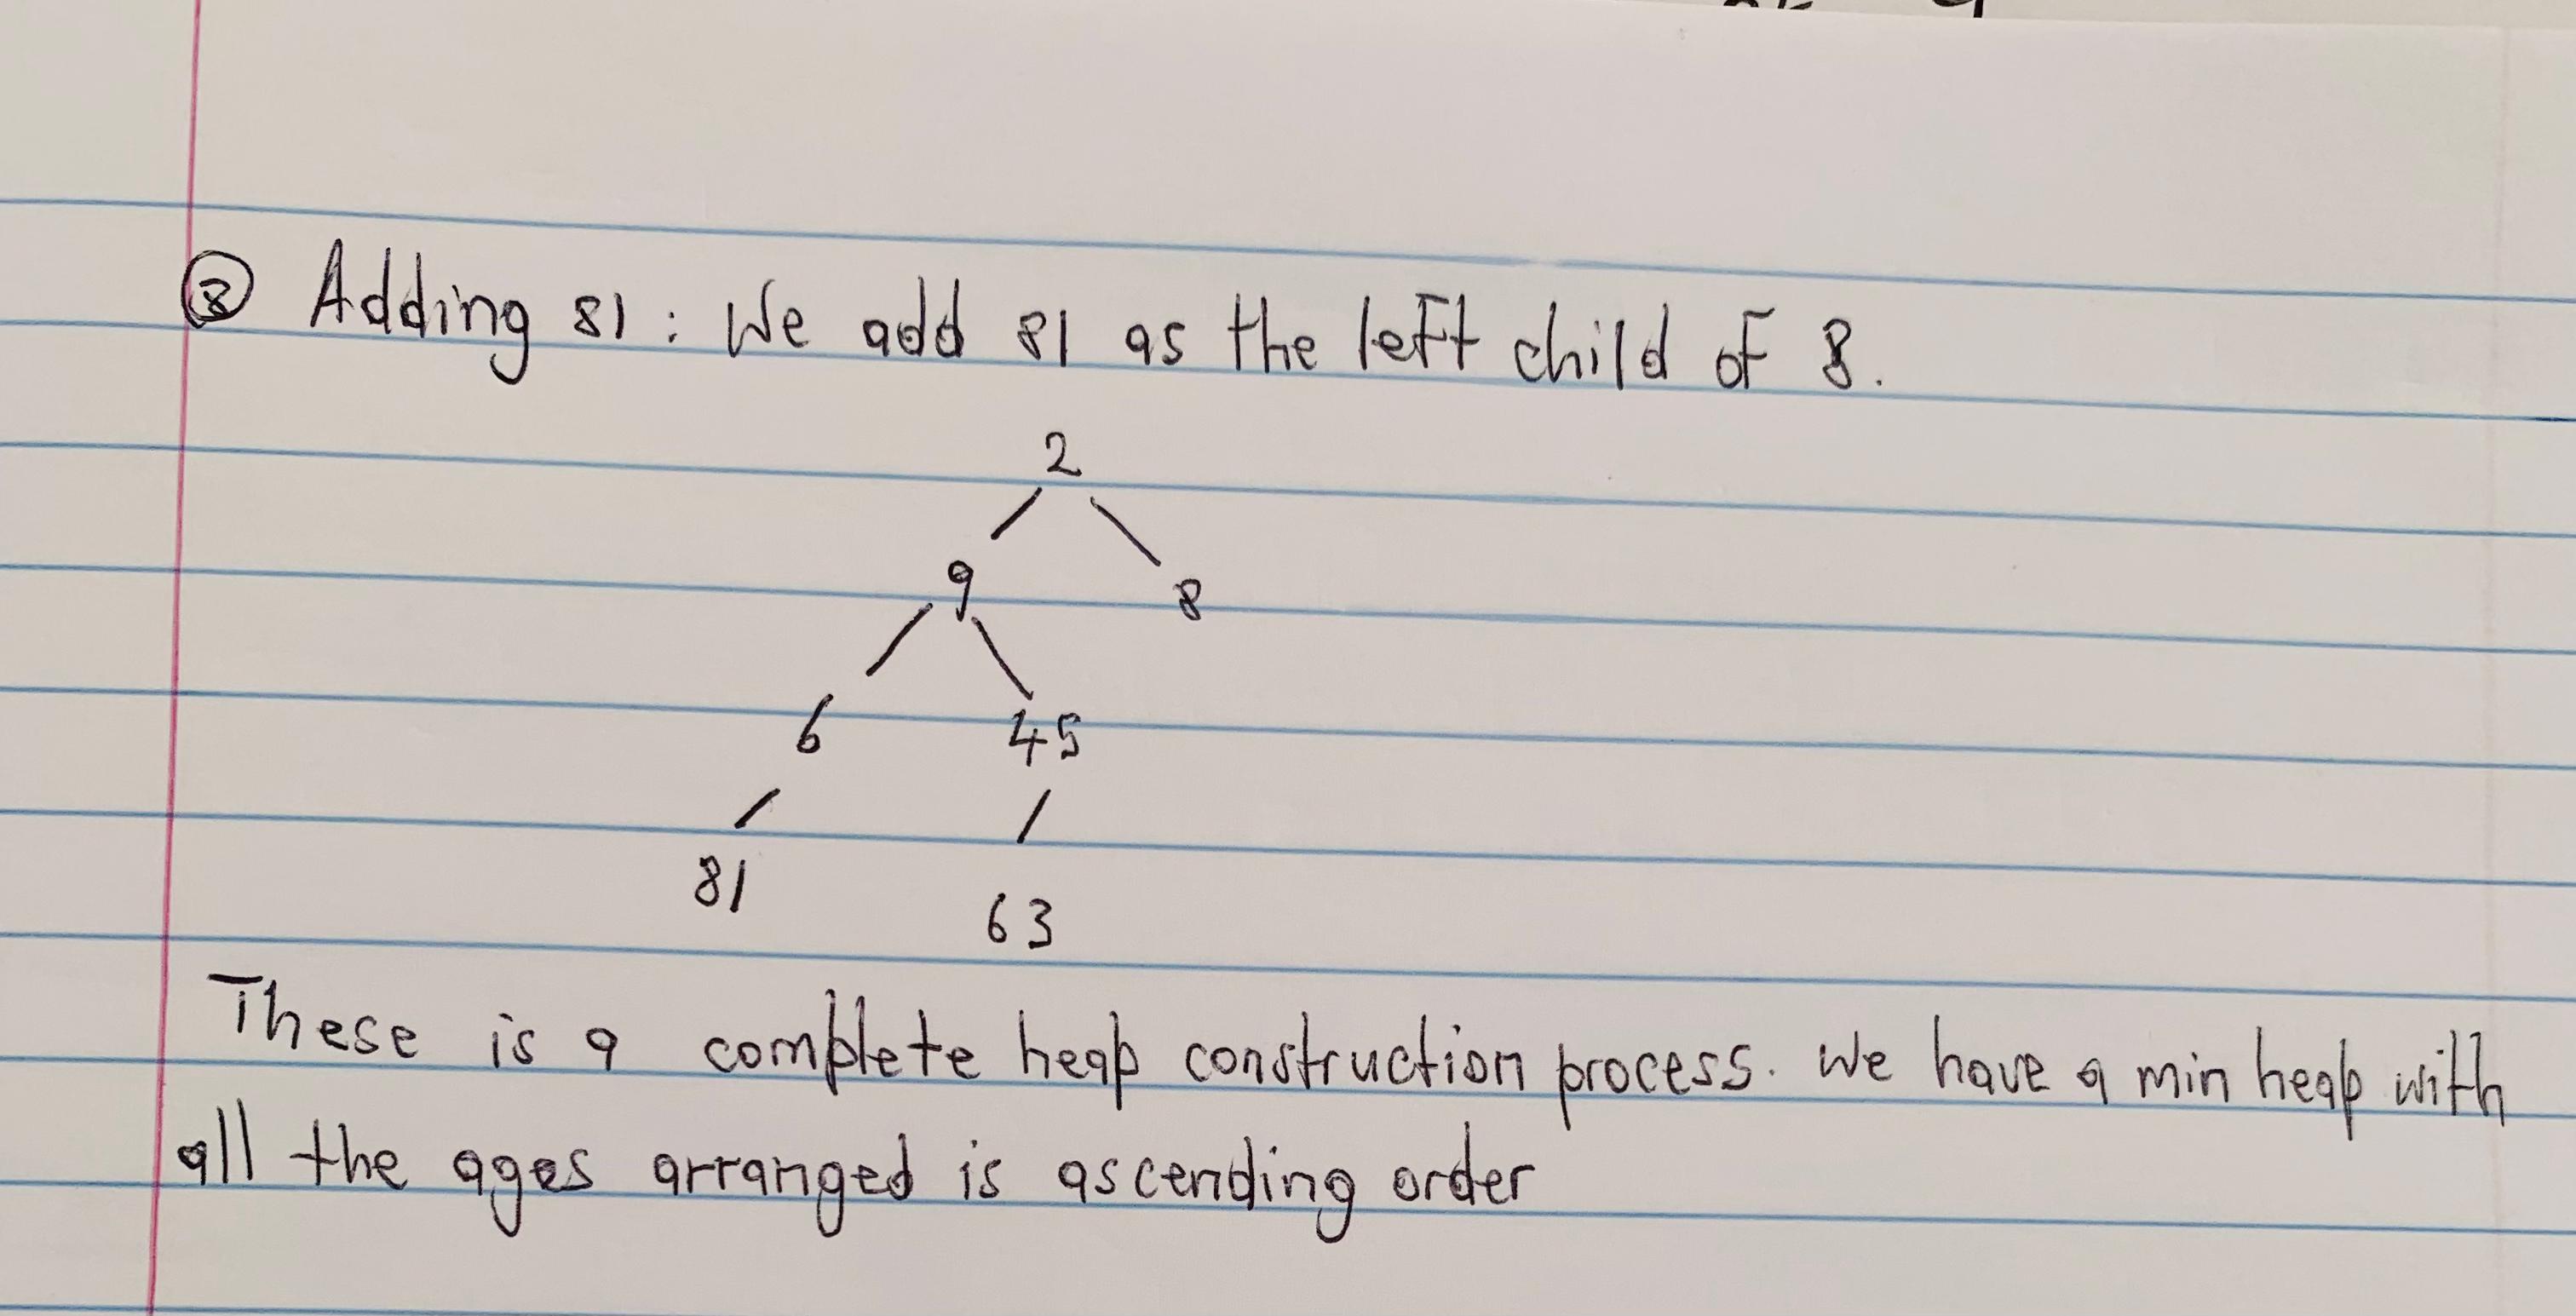 ⑧ Adding 81 : We add 81 as the left child of 8.
2
9 8
6 45
81 63
These is a complete heap construction process. We have a min heap with
all the ages arranged is ascending order